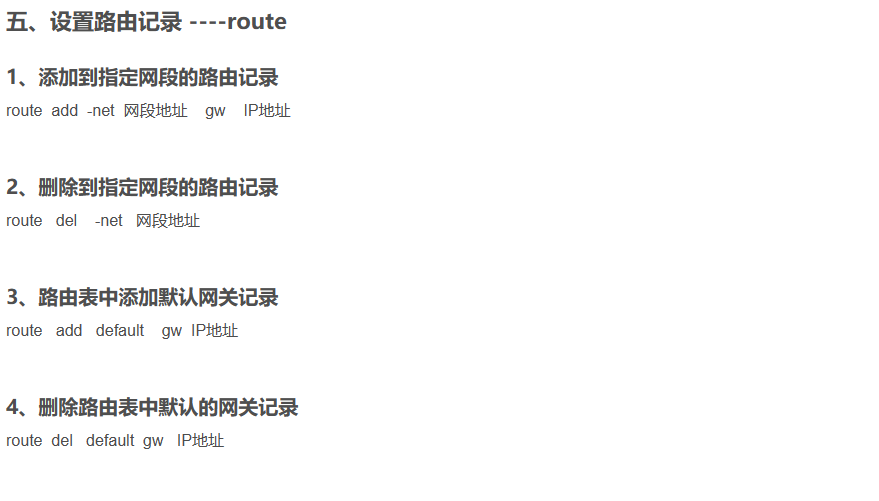 五、设置路由记录 ----route
1、添加到指定网段的路由记录
route add -net 网段地址 gw IP地址
2、删除到指定网段的路由记录
route del -net 网段地址
3、路由表中添加默认网关记录
route add default gw IP地址
4、删除路由表中默认的网关记录
route del default gw IP地址